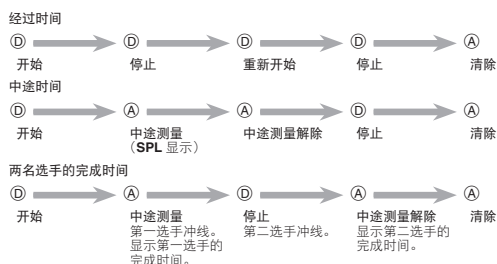 经过时间
Ⓓ Ⓓ Ⓓ Ⓓ Ⓐ
开始 停止 重新开始 停止 清除
中途时间
Ⓓ Ⓐ Ⓐ Ⓓ Ⓐ
开始 中途测量 中途测量解除 停止 清除
（SPL 显示）
两名选手的完成时间
Ⓓ Ⓐ Ⓓ Ⓐ Ⓐ
开始 中途测量 停止 中途测量解除 清除
第一选手冲线。 第二选手冲线。 显示第二选手的
显示第一选手的 完成时间。
完成时间。